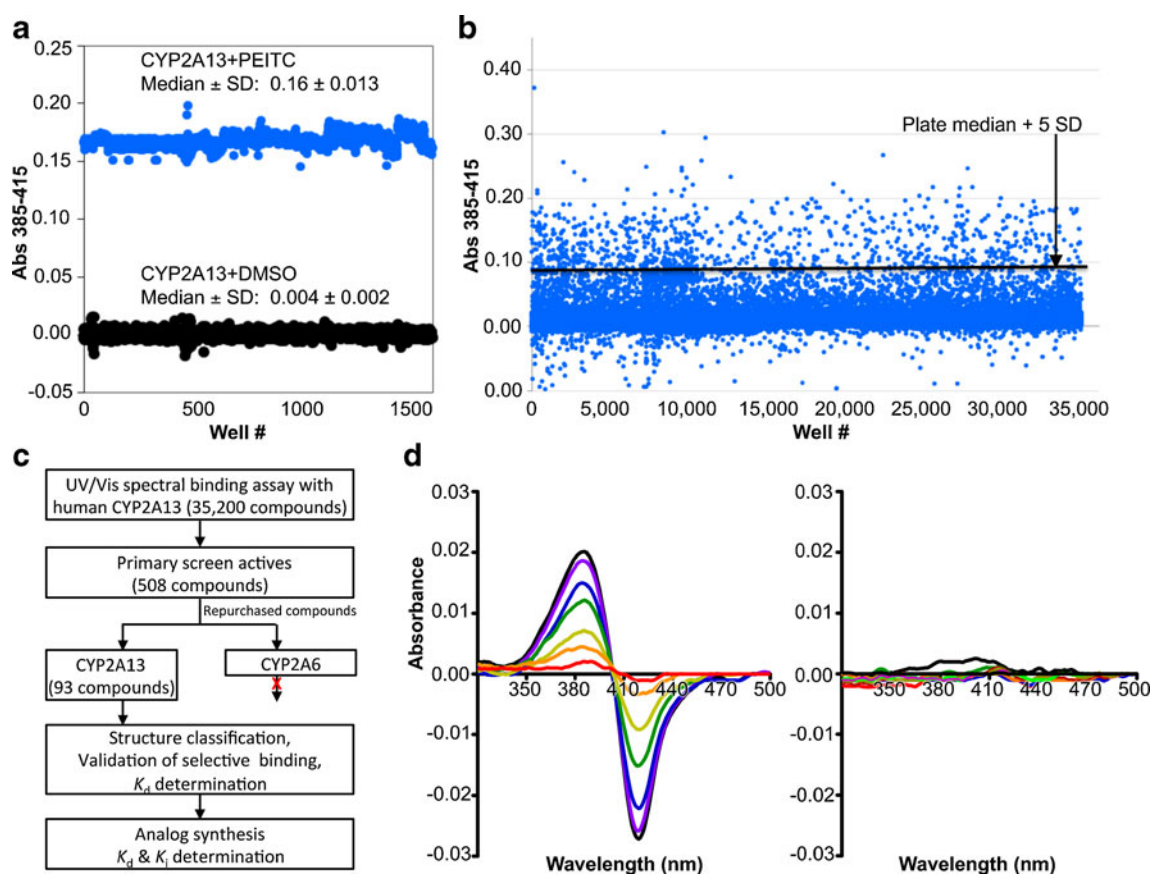 a
0.25
0.20
0.15
0.10
0.05
0.00
-0.05
Abs 385-415
CYP2A13+PEITC
Median ± SD: 0.16 ± 0.013
CYP2A13+DMSO
Median ± SD: 0.004 ± 0.002
0 500 1000 1500
Well #
b
0.40
0.30
0.20
0.10
0.00
0.00
Abs 385-415
Plate median + 5 SD
0 5,000 10,000 15,000 20,000 25,000 30,000 35,000
Well #
c
UV/Vis spectral binding assay with
human CYP2A13 (35,200 compounds)
Primary screen actives
(508 compounds)
Repurchased compounds
CYP2A13
(93 compounds)
CYP2A6
X
Structure classification,
Validation of selective binding,
Kd determination
Analog synthesis
Kd & Ki determination
d
0.03
0.02
0.01
0.00
-0.01
-0.02
-0.03
Absorbance
350 380 410 440 470 500
Wavelength (nm)
0.03
0.02
0.01
0.00
-0.01
-0.02
-0.03
350 380 410 440 470 500
Wavelength (nm)